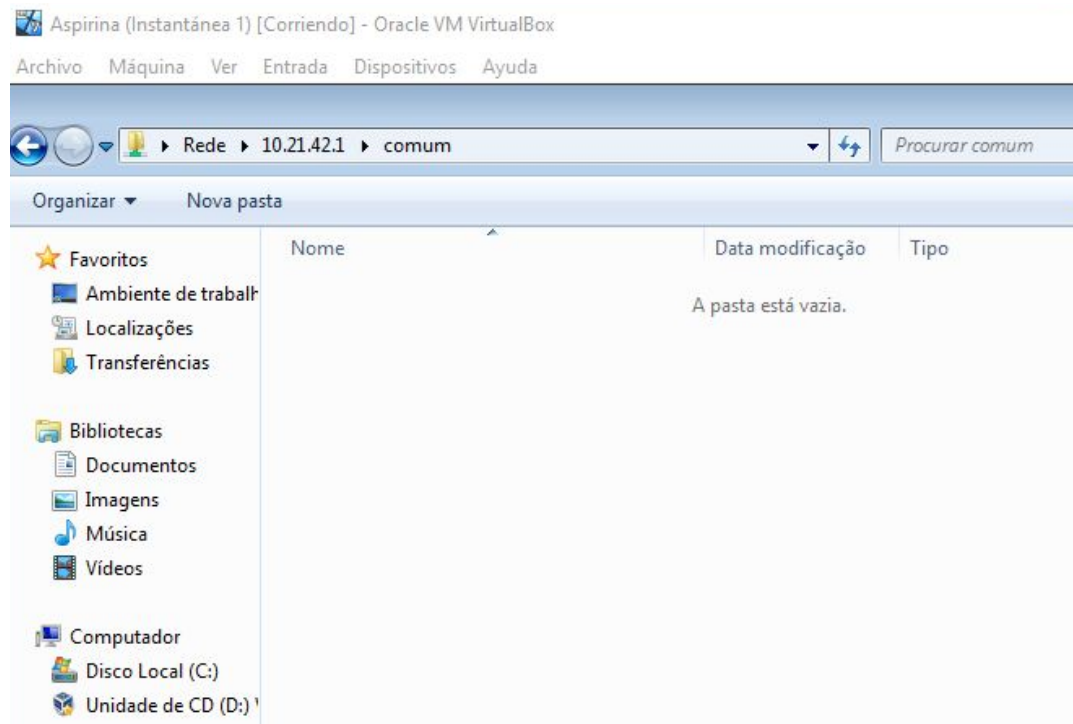 Aspirina (Instantánea 1) [Corriendo] - Oracle VM VirtualBox
Archivo Máquina Ver Entrada Dispositivos Ayuda
Rede 10.21.42.1 comum Procurar comum
Organizar Nova pasta
Nome Data modificação Tipo
A pasta está vazia.
Favoritos
Ambiente de trabalh
Localizações
Transferências
Bibliotecas
Documentos
Imagens
Música
Vídeos
Computador
Disco Local (C:)
Unidade de CD (D:)